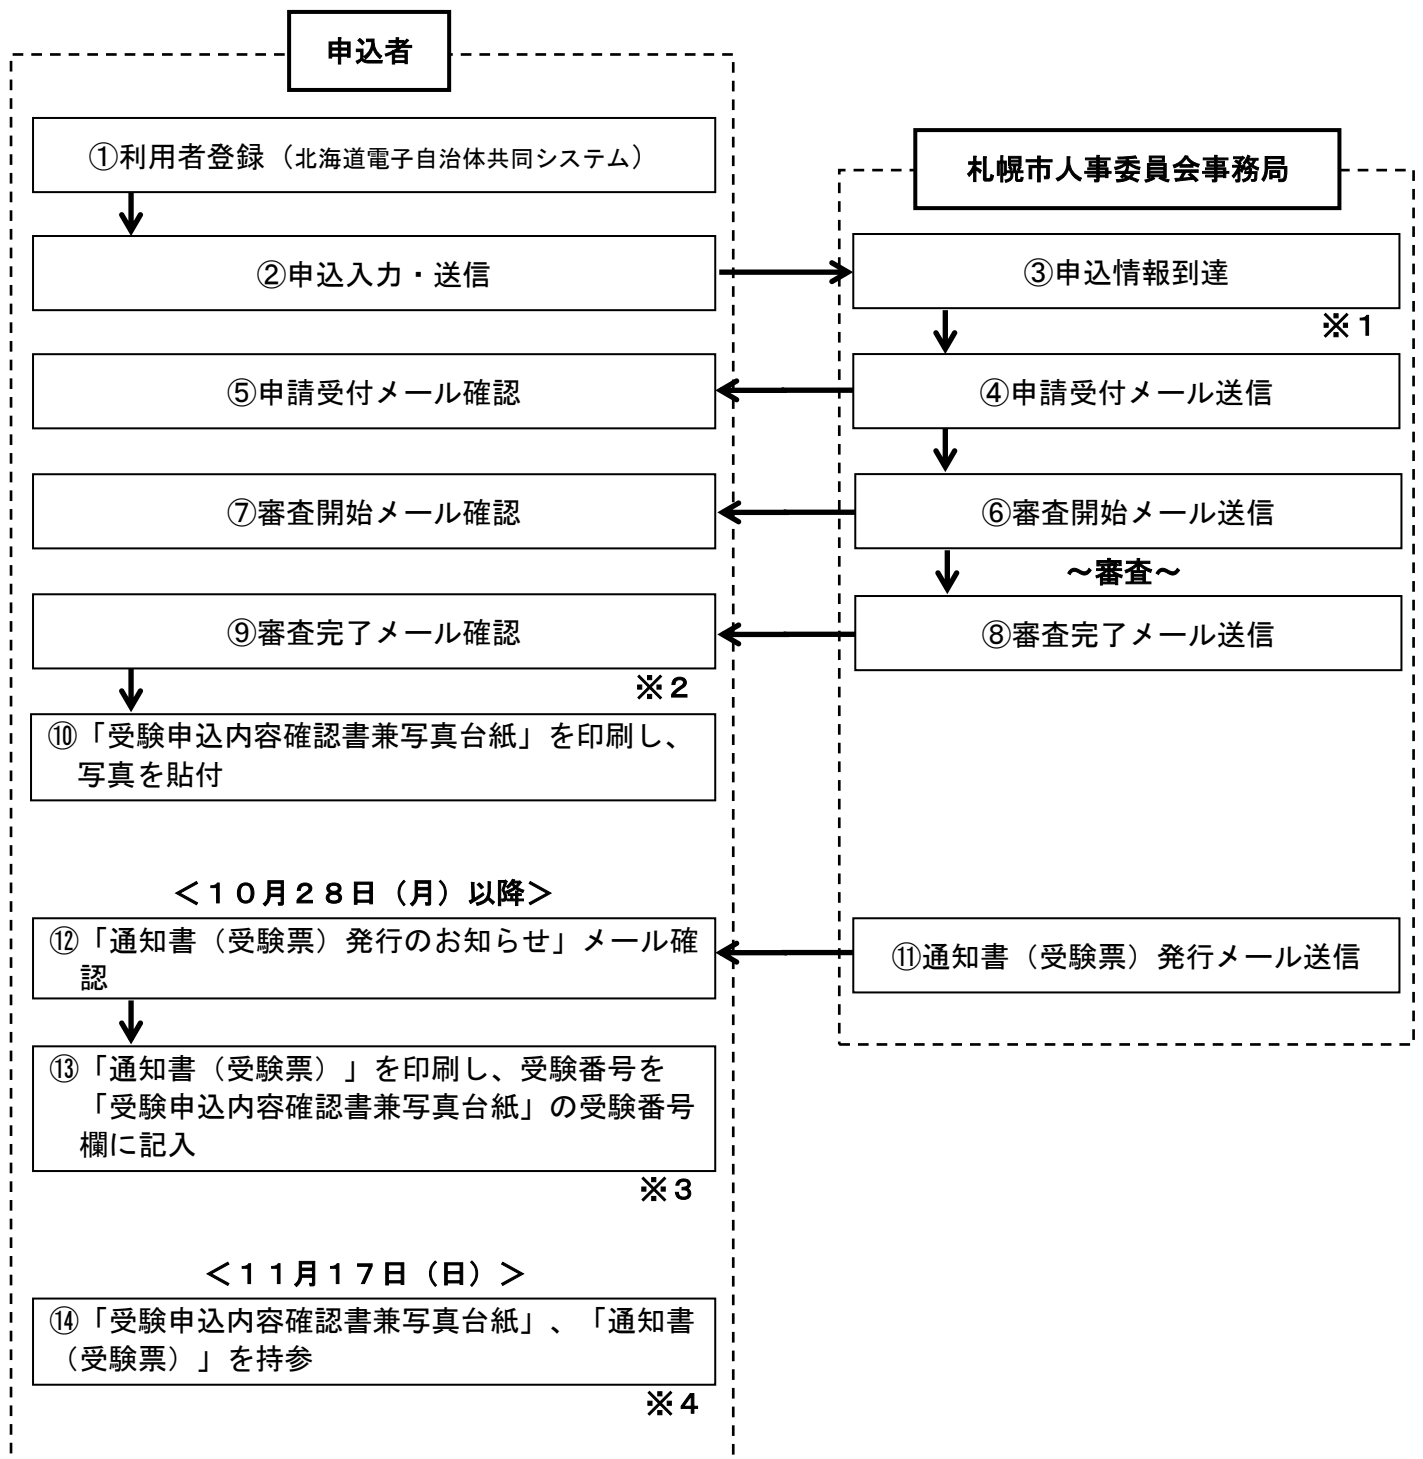 申込者
①利用者登録（北海道電子自治体共同システム）
札幌市人事委員会事務局
②申込入力・送信
③申込情報到達
※１
⑤申請受付メール確認
④申請受付メール送信
⑦審査開始メール確認
⑥審査開始メール送信
～審査～
⑨審査完了メール確認
⑧審査完了メール送信
※２
⑩「受験申込内容確認書兼写真台紙」を印刷し、
写真を貼付
＜１０月２８日（月）以降＞
⑫「通知書（受験票）発行のお知らせ」メール確
認
⑪通知書（受験票）発行メール送信
⑬「通知書（受験票）」を印刷し、受験番号を
「受験申込内容確認書兼写真台紙」の受験番号
欄に記入
※３
＜１１月１７日（日）＞
⑭「受験申込内容確認書兼写真台紙」、「通知書
（受験票）」を持参
※４